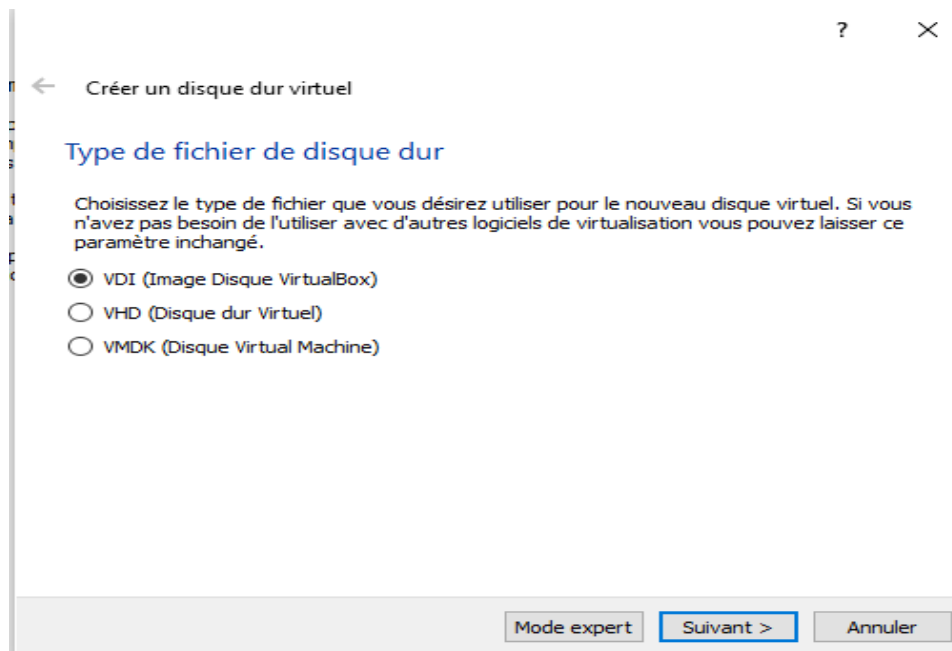 ?
Créer un disque dur virtuel
Type de fichier de disque dur
Choisissez le type de fichier que vous désirez utiliser pour le nouveau disque virtuel. Si vous
n'avez pas besoin de l'utiliser avec d'autres logiciels de virtualisation vous pouvez laisser ce
paramètre inchangé.
VDI (Image Disque VirtualBox)
VHD (Disque dur Virtuel)
VMDK (Disque Virtual Machine)
Mode expert Suivant > Annuler